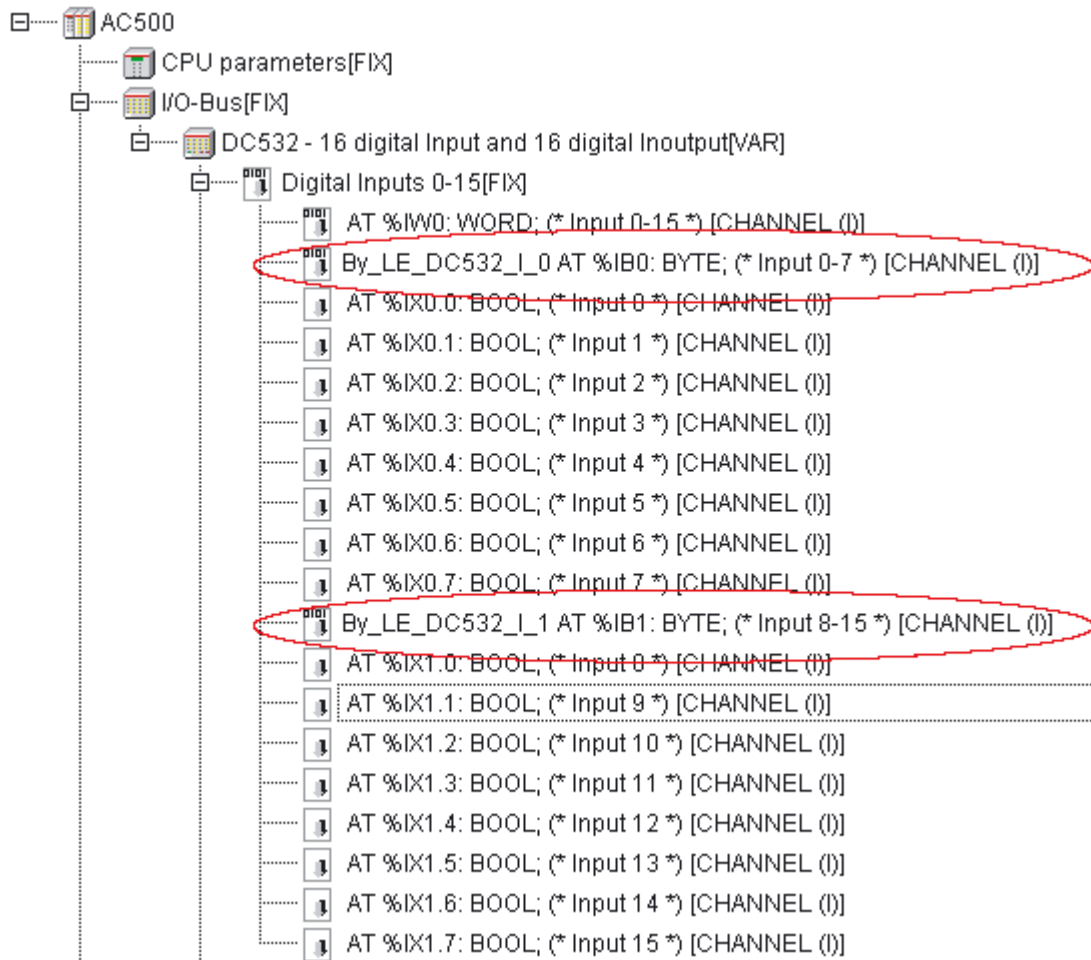 AC500
CPU parameters[FIX]
I/O-Bus[FIX]
DC532 - 16 digital Input and 16 digital Inoutput[VAR]
Digital Inputs 0-15[FIX]
AT %IW0: WORD; (* Input 0-15 *) [CHANNEL (I)]
By_LE_DC532_I_0 AT %IB0: BYTE; (* Input 0-7 *) [CHANNEL (I)]
AT %IX0.0: BOOL; (* Input 0 *) [CHANNEL (I)]
AT %IX0.1: BOOL; (* Input 1 *) [CHANNEL (I)]
AT %IX0.2: BOOL; (* Input 2 *) [CHANNEL (I)]
AT %IX0.3: BOOL; (* Input 3 *) [CHANNEL (I)]
AT %IX0.4: BOOL; (* Input 4 *) [CHANNEL (I)]
AT %IX0.5: BOOL; (* Input 5 *) [CHANNEL (I)]
AT %IX0.6: BOOL; (* Input 6 *) [CHANNEL (I)]
AT %IX0.7: BOOL; (* Input 7 *) [CHANNEL (I)]
By_LE_DC532_I_1 AT %IB1: BYTE; (* Input 8-15 *) [CHANNEL (I)]
AT %IX1.0: BOOL; (* Input 8 *) [CHANNEL (I)]
AT %IX1.1: BOOL; (* Input 9 *) [CHANNEL (I)]
AT %IX1.2: BOOL; (* Input 10 *) [CHANNEL (I)]
AT %IX1.3: BOOL; (* Input 11 *) [CHANNEL (I)]
AT %IX1.4: BOOL; (* Input 12 *) [CHANNEL (I)]
AT %IX1.5: BOOL; (* Input 13 *) [CHANNEL (I)]
AT %IX1.6: BOOL; (* Input 14 *) [CHANNEL (I)]
AT %IX1.7: BOOL; (* Input 15 *) [CHANNEL (I)]